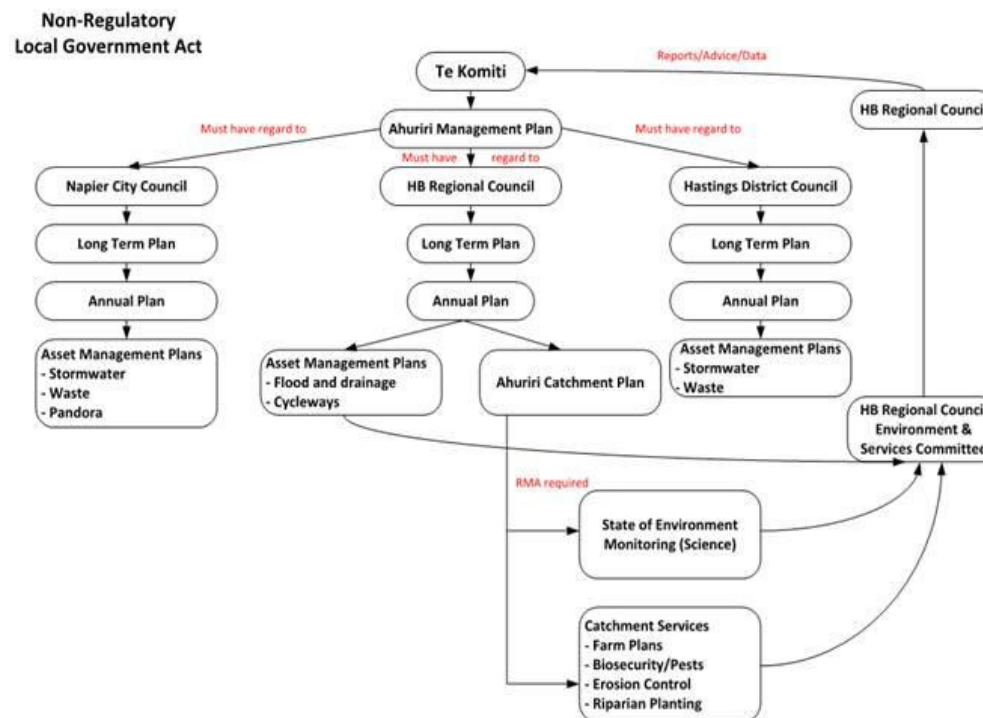 Non-Regulatory
Local Government Act
Reports/Advice/Data
Te Komiti
HB Regional Council
Must have regard to
Ahuriri Management Plan
Must have regard to
Must have regard to
Napier City Council
HB Regional Council
Hastings District Council
Long Term Plan
Long Term Plan
Long Term Plan
Annual Plan
Annual Plan
Annual Plan
Asset Management Plans
- Stormwater
- Waste
- Pandora
Asset Management Plans
- Flood and drainage
- Cycleways
Ahuriri Catchment Plan
Asset Management Plans
- Stormwater
- Waste
HB Regional Council
Environment &
Services Committee
RMA required
State of Environment
Monitoring (Science)
Catchment Services
- Farm Plans
- Biosecurity/Pests
- Erosion Control
- Riparian Planting